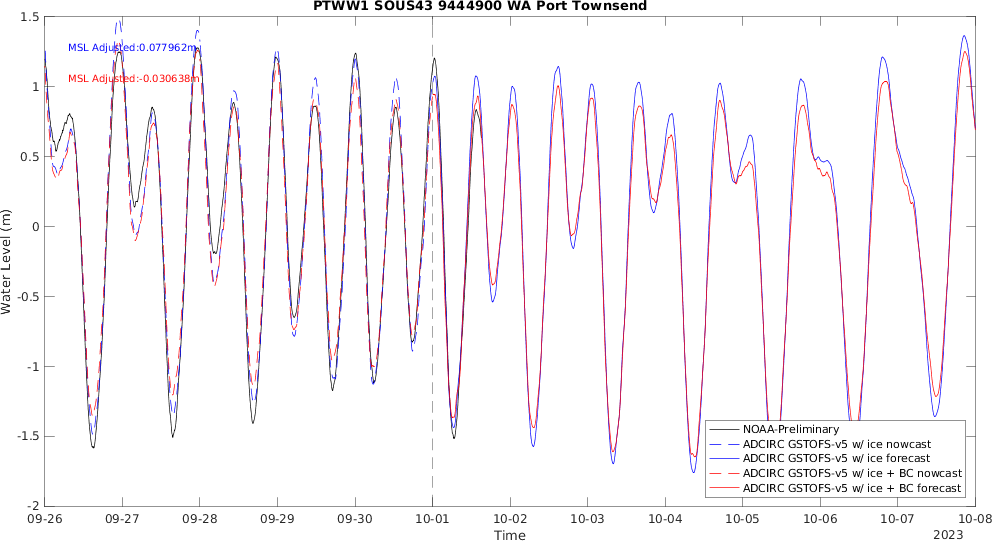 PTWW1 SOUS43 9444900 WA Port Townsend
MSL Adjusted:0.077962m
MSL Adjusted:-0.030638m
Water Level (m)
1.5
1
0.5
0
-0.5
-1
-1.5
-2
NOAA-Preliminary
ADCIRC GSTOFS-v5 w/ ice nowcast
ADCIRC GSTOFS-v5 w/ ice forecast
ADCIRC GSTOFS-v5 w/ ice + BC nowcast
ADCIRC GSTOFS-v5 w/ ice + BC forecast
09-26 09-27 09-28 09-29 09-30 10-01 10-02 10-03 10-04 10-05 10-06 10-07 10-08
Time
2023